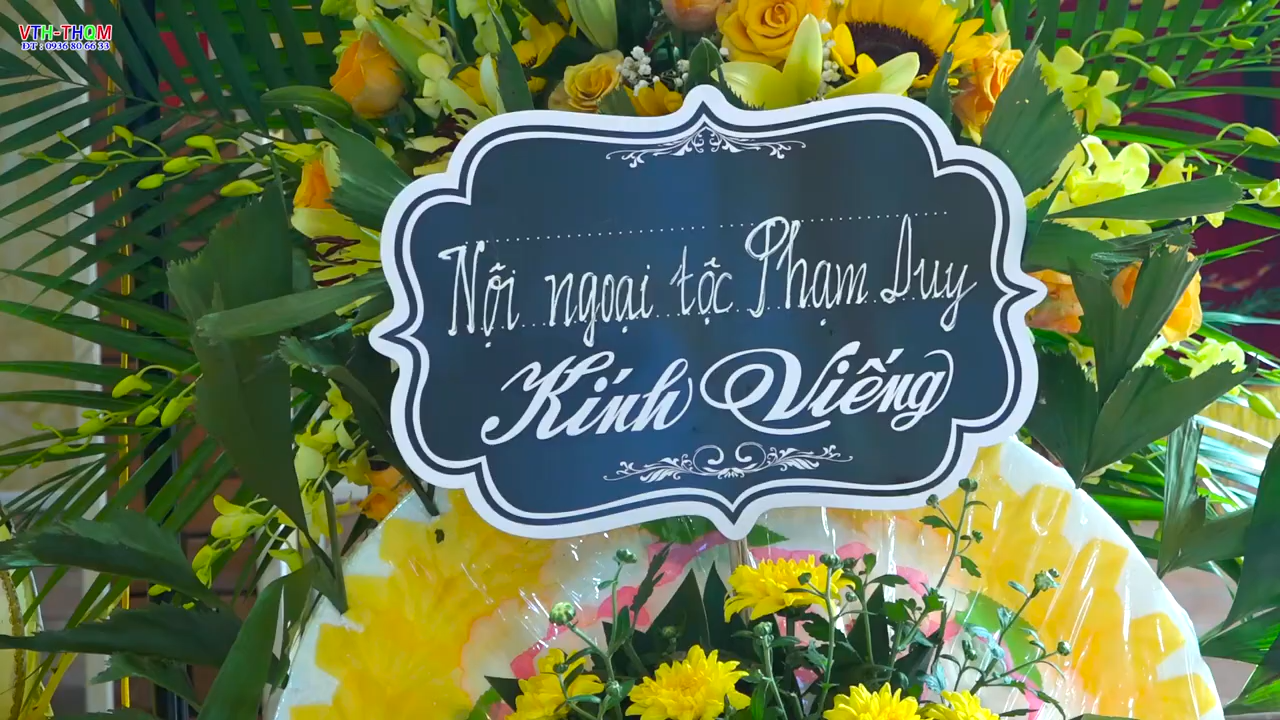 VTH-THQM
ĐT : 0936 80 66 33
Nội ngoại tộc Phạm Duy
Kính Viếng